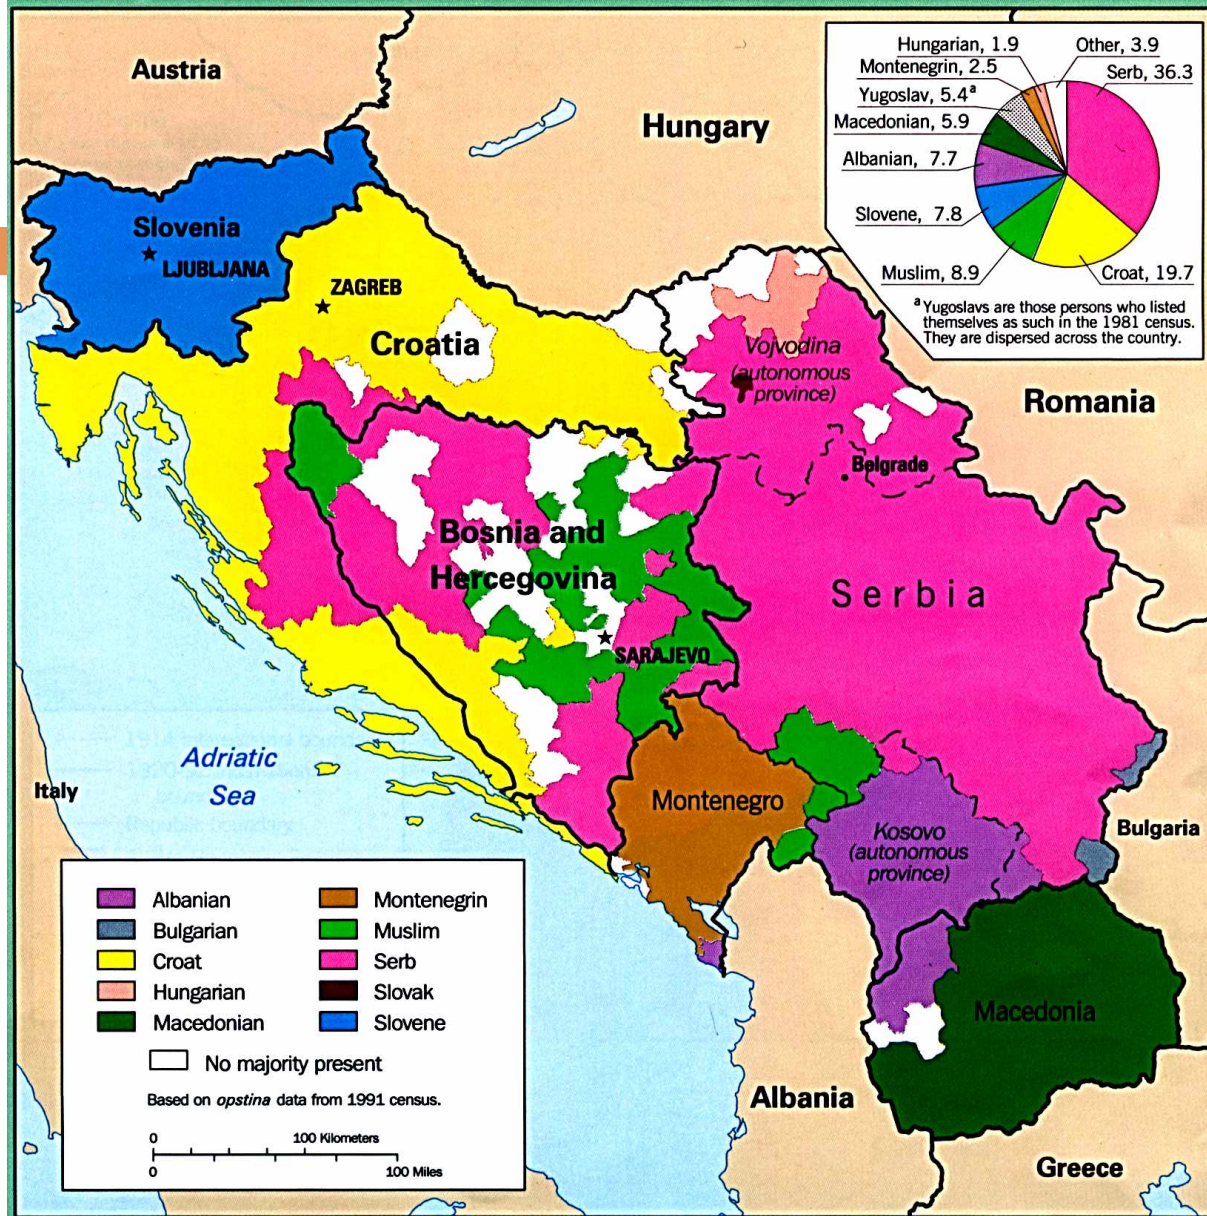 Austria
Hungary
Slovenia
LJUBLJANA
ZAGREB
Croatia
Vojvodina
(autonomous
province)
Romania
Belgrade
Bosnia and
Hercegovina
SARAJEVO
Serbia
Adriatic
Sea
Italy
Montenegro
Kosovo
(autonomous
province)
Bulgaria
Macedonia
Albania
Greece
Hungarian, 1.9
Other, 3.9
Montenegrin, 2.5
Serb, 36.3
Yugoslav, 5.4ª
Macedonian, 5.9
Albanian, 7.7
Slovene, 7.8
Muslim, 8.9
Croat, 19.7
ª Yugoslavs are those persons who listed
themselves as such in the 1981 census.
They are dispersed across the country.
Albanian
Bulgarian
Croat
Hungarian
Macedonian
Montenegrin
Muslim
Serb
Slovak
Slovene
No majority present
Based on opstina data from 1991 census.
0 100 Kilometers
0 100 Miles
Republic boundary